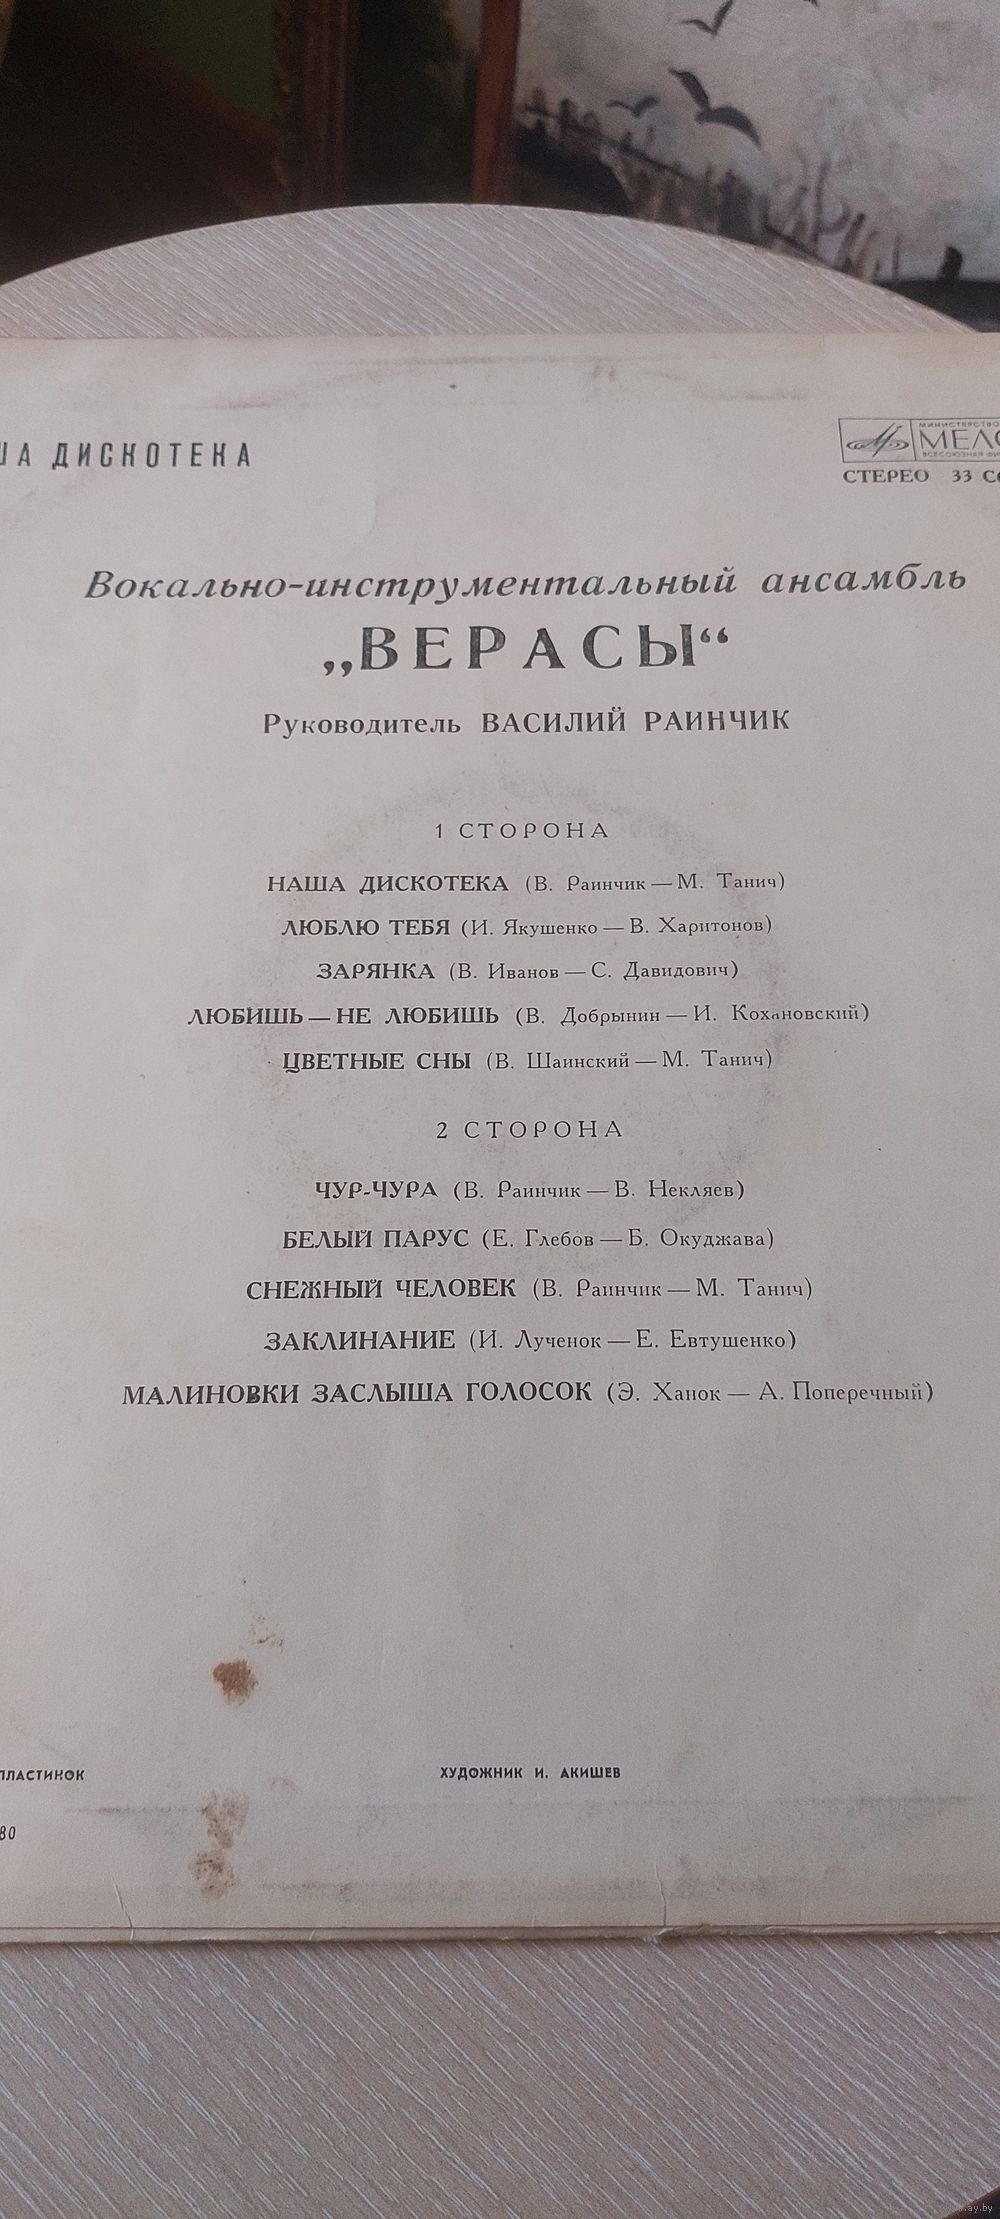 ДИСКОТЕКА
МИНИСТЕРСТВО
СТЕРЕО 33
Вокально-инструментальный ансамбль
„ВЕРАСЫ“
Руководитель ВАСИЛИЙ РАИНЧИК
1 СТОРОНА
НАША ДИСКОТЕКА (В. Раинчик — М. Танич)
ЛЮБЛЮ ТЕБЯ (И. Якушенко — В. Харитонов)
ЗАРЯНКА (В. Иванов — С. Давидович)
ЛЮБИШЬ — НЕ ЛЮБИШЬ (В. Добрынин — И. Кохановский)
ЦВЕТНЫЕ СНЫ (В. Шаинский — М. Танич)
2 СТОРОНА
ЧУР-ЧУРА (В. Раинчик — В. Некляев)
БЕЛЫЙ ПАРУС (Е. Глебов — Б. Окуджава)
СНЕЖНЫЙ ЧЕЛОВЕК (В. Раинчик — М. Танич)
ЗАКЛИНАНИЕ (И. Лученок — Е. Евтушенко)
МАЛИНОВКИ ЗАСЛЫША ГОЛОСОК (Э. Ханок — А. Поперечный)
ПЛАСТИНОК
ХУДОЖНИК И. АКИШЕВ
80
ay.by